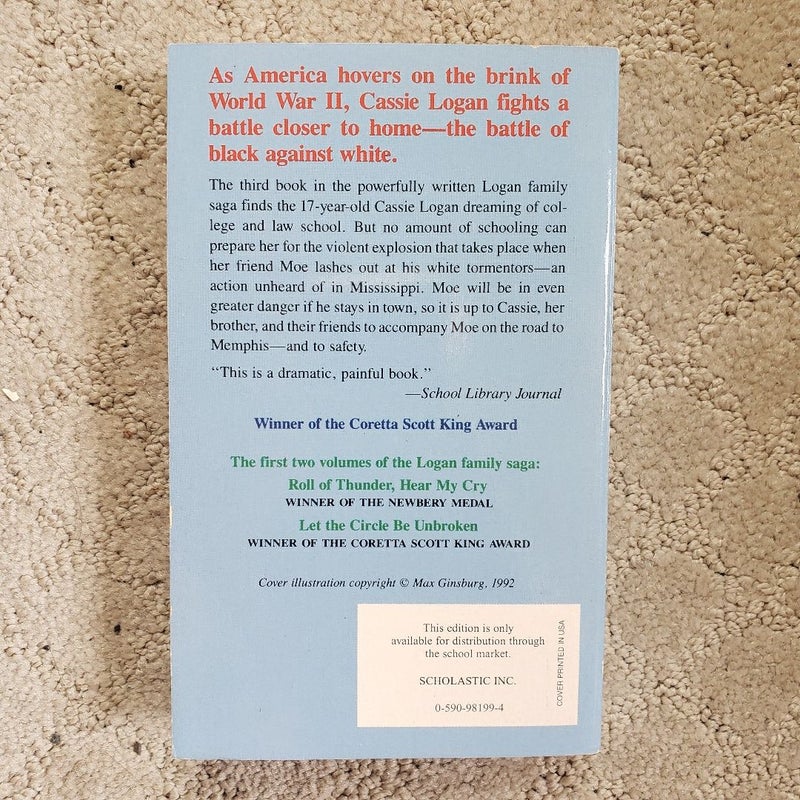 As America hovers on the brink of
World War II, Cassie Logan fights a
battle closer to home—the battle of
black against white.
The third book in the powerfully written Logan family
saga finds the 17-year-old Cassie Logan dreaming of col-
lege and law school. But no amount of schooling can
prepare her for the violent explosion that takes place when
her friend Moe lashes out at his white tormentors—an
action unheard of in Mississippi. Moe will be in even
greater danger if he stays in town, so it is up to Cassie, her
brother, and their friends to accompany Moe on the road to
Memphis—and to safety.
“This is a dramatic, painful book.”
—School Library Journal
Winner of the Coretta Scott King Award
The first two volumes of the Logan family saga:
Roll of Thunder, Hear My Cry
WINNER OF THE NEWBERY MEDAL
Let the Circle Be Unbroken
WINNER OF THE CORETTA SCOTT KING AWARD
Cover illustration copyright © Max Ginsburg, 1992
This edition is only
available for distribution through
the school market.
SCHOLASTIC INC.
0-590-98199-4
COVER PRINTED IN USA